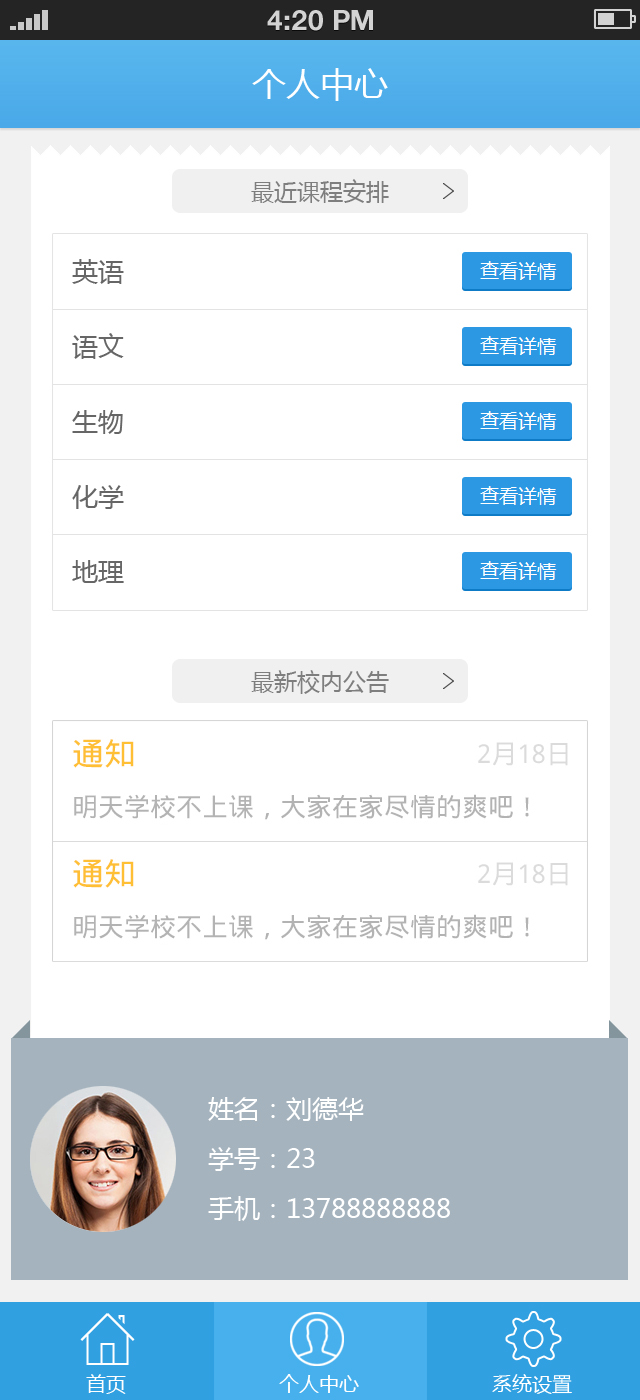 4:20 PM
个人中心
最近课程安排 >
英语 查看详情
语文 查看详情
生物 查看详情
化学 查看详情
地理 查看详情
最新校内公告 >
通知 2月18日
明天学校不上课，大家在家尽情的爽吧！
通知 2月18日
明天学校不上课，大家在家尽情的爽吧！
姓名：刘德华
学号：23
手机：13788888888
首页 个人中心 系统设置